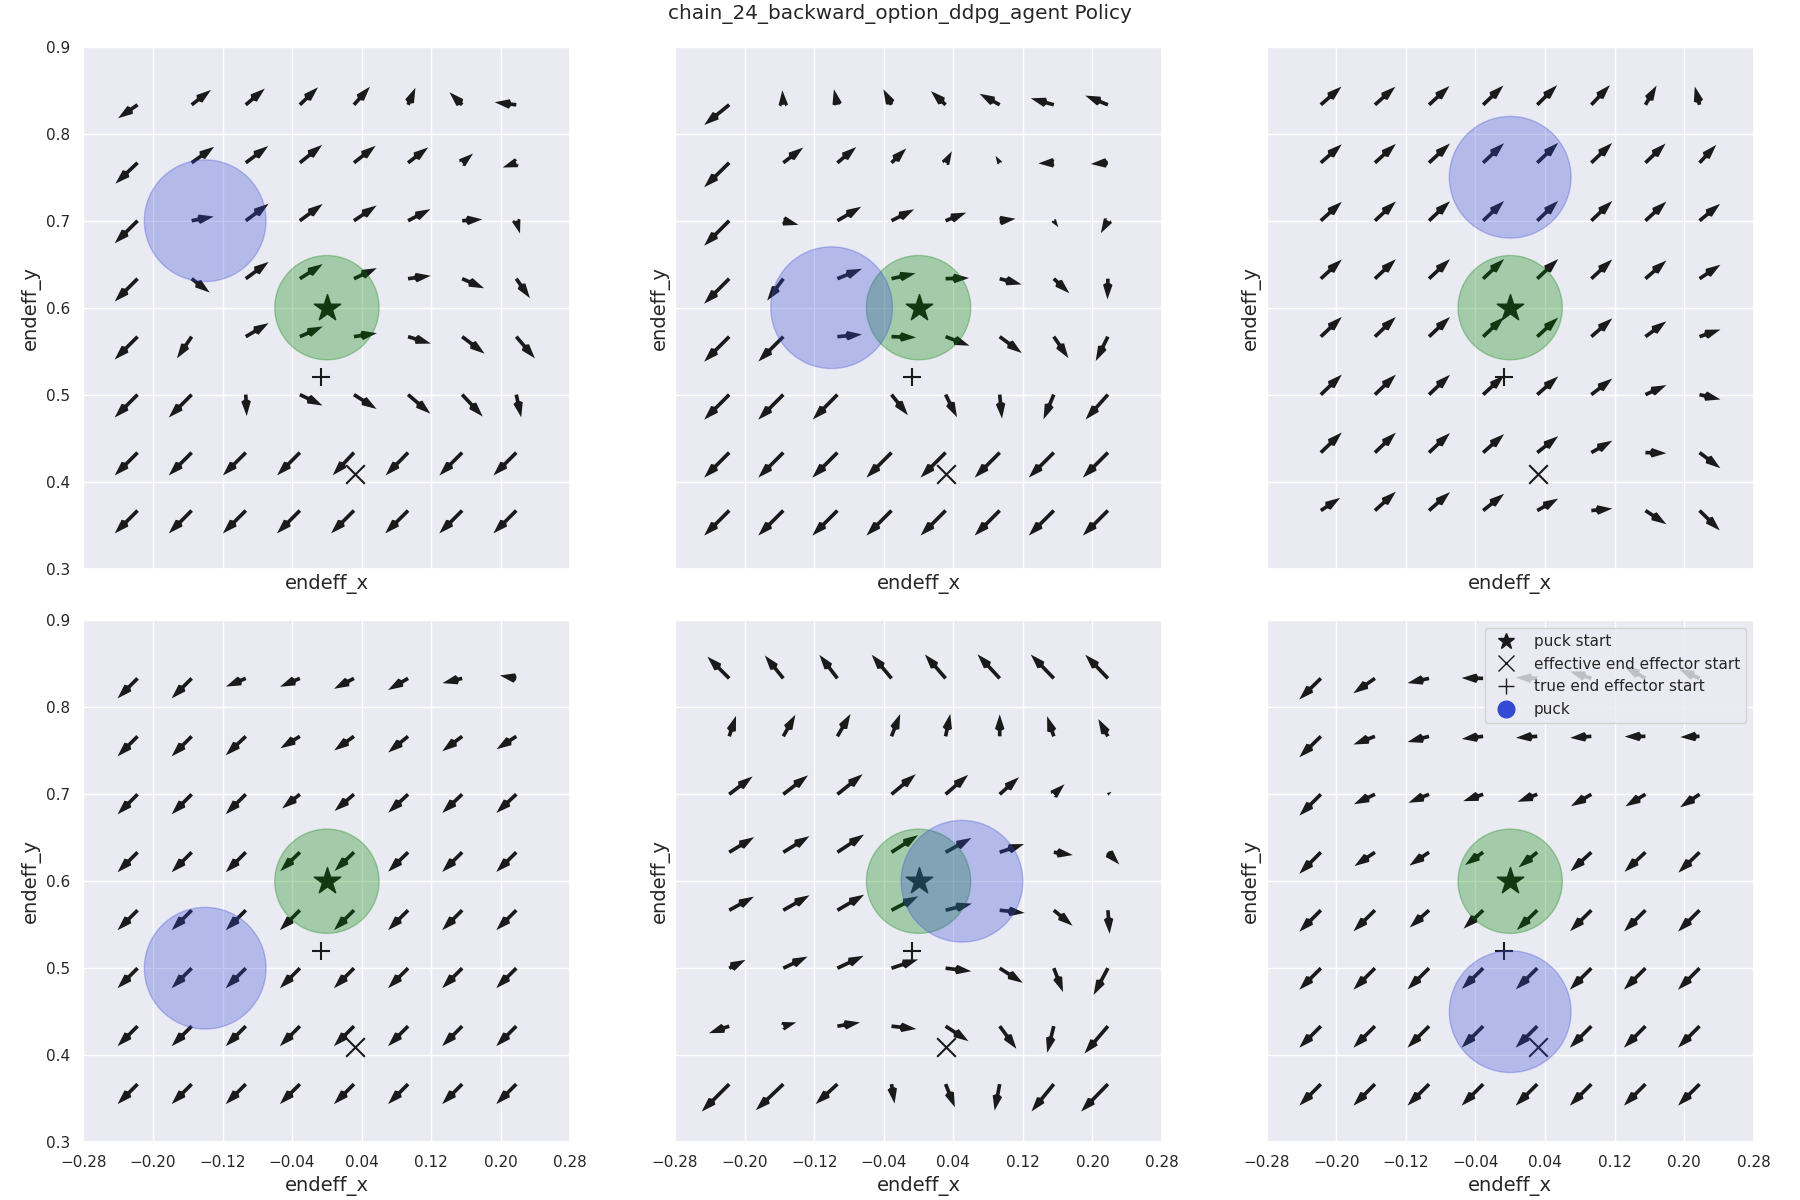 chain_24_backward_option_ddpg_agent Policy
0.9
0.8
0.7
0.6
0.5
0.4
0.3
endeff_y
endeff_x
endeff_y
endeff_x
endeff_y
endeff_x
0.9
0.8
0.7
0.6
0.5
0.4
0.3
endeff_y
−0.28 −0.20 −0.12 −0.04 0.04 0.12 0.20 0.28
endeff_x
endeff_y
−0.28 −0.20 −0.12 −0.04 0.04 0.12 0.20 0.28
endeff_x
puck start
effective end effector start
true end effector start
puck
endeff_y
−0.28 −0.20 −0.12 −0.04 0.04 0.12 0.20 0.28
endeff_x